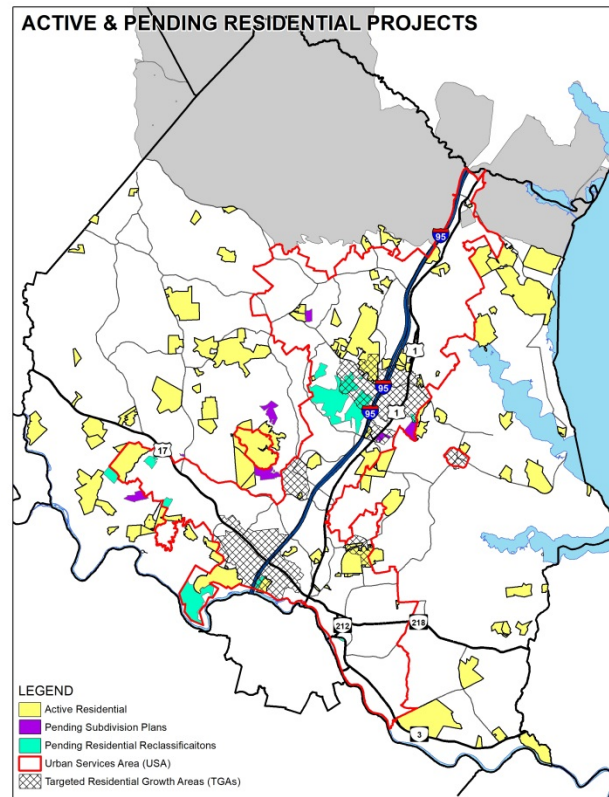 ACTIVE & PENDING RESIDENTIAL PROJECTS
95
1
95
1
95
17
212
218
3
LEGEND
Active Residential
Pending Subdivision Plans
Pending Residential Reclassificaitons
Urban Services Area (USA)
Targeted Residential Growth Areas (TGAs)